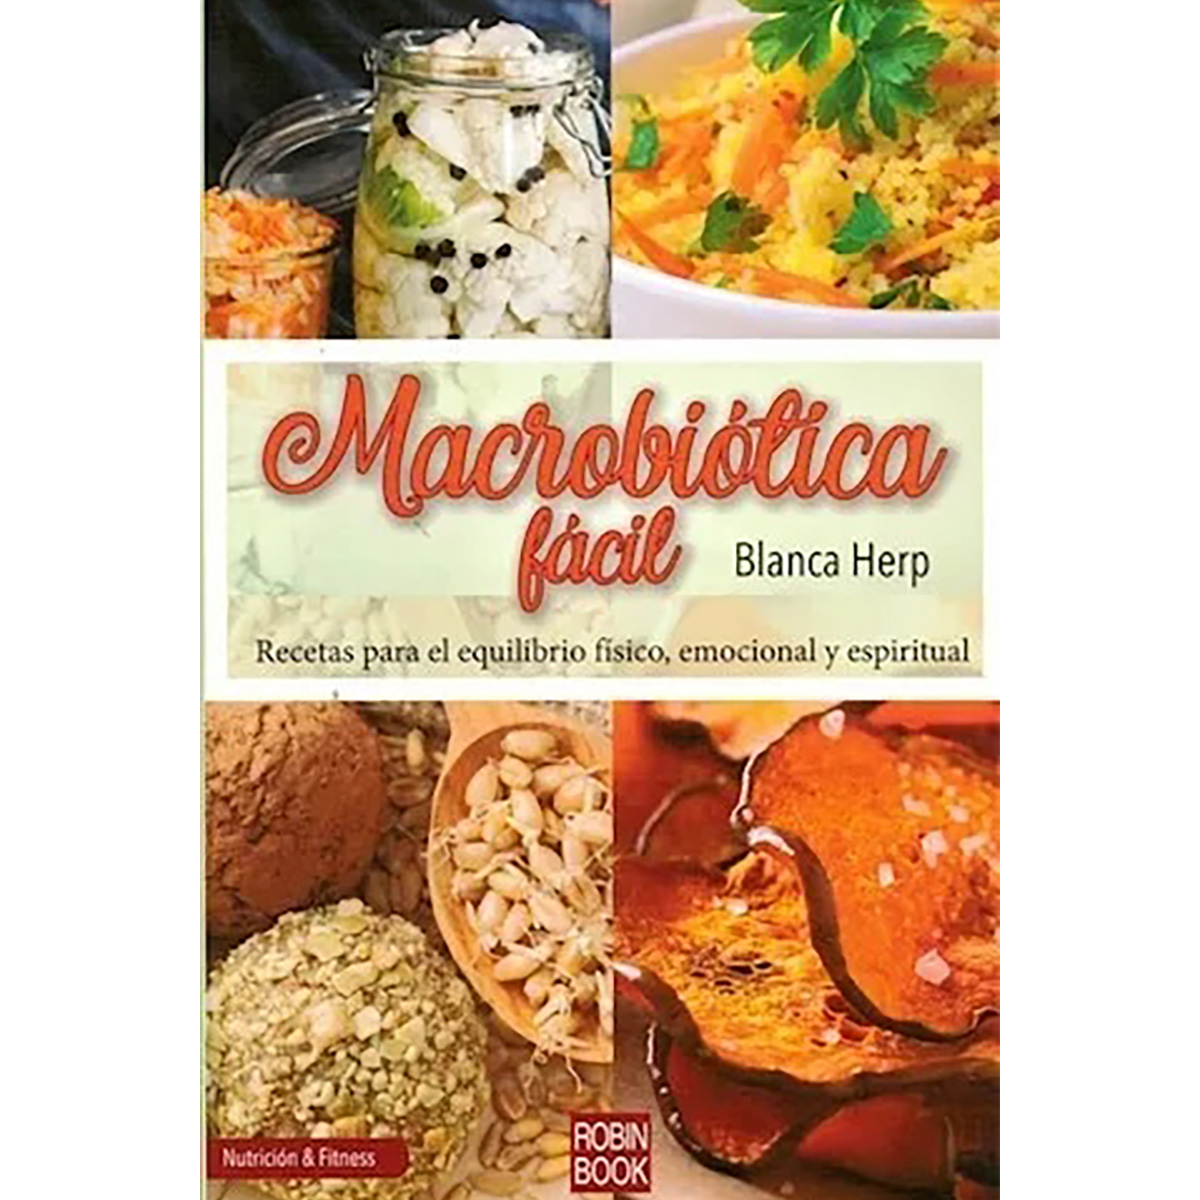 Macrobiótica
fácil
Blanca Herp
Recetas para el equilibrio físico, emocional y espiritual
Nutrición & Fitness
ROBIN
BOOK